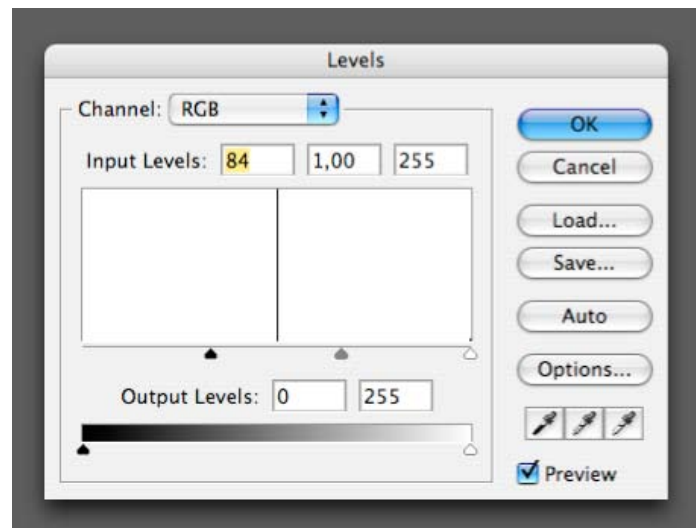 Levels
Channel: RGB
Input Levels: 84 1,00 255
Output Levels: 0 255
OK
Cancel
Load...
Save...
Auto
Options...
Preview